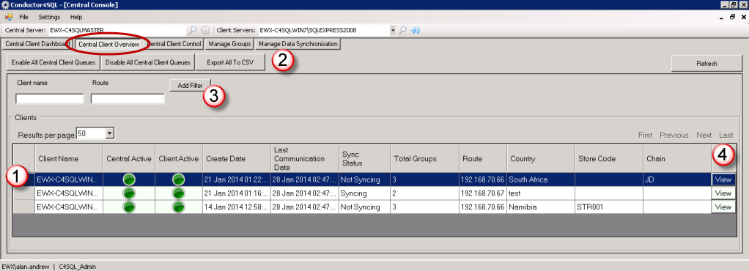 Conductor4SQL - [Central Console]
File Settings Help
Central Server: EWX-C4SQLMASTER Client Servers: EWX-C4SQLWIN7\SQLEXPRESS2008
Central Client Dashboard Central Client Overview Central Client Control Manage Groups Manage Data Synchronisation
Enable All Central Client Queues Disable All Central Client Queues Export All To CSV 2 Refresh
Client name Route Add Filter
3
Clients
Results per page 50 First Previous Next Last
4
Client Name Central Active Client Active Create Date Last Communication Date Sync Status Total Groups Route Country Store Code Chain
1 EWX-C4SQLWIN... 21 Jan 2014 01:22:... 28 Jan 2014 02:47:... Not Syncing 3 192.168.70.66 South Africa JD View
EWX-C4SQLWIN... 21 Jan 2014 01:16:... 28 Jan 2014 02:47:... Syncing 2 192.168.70.67 test View
EWX-C4SQLWIN... 14 Jan 2014 12:58:... 28 Jan 2014 02:47:... Not Syncing 3 192.168.70.66 Namibia STR001 View
EWX\alan.andrew | C4SQL_Admin